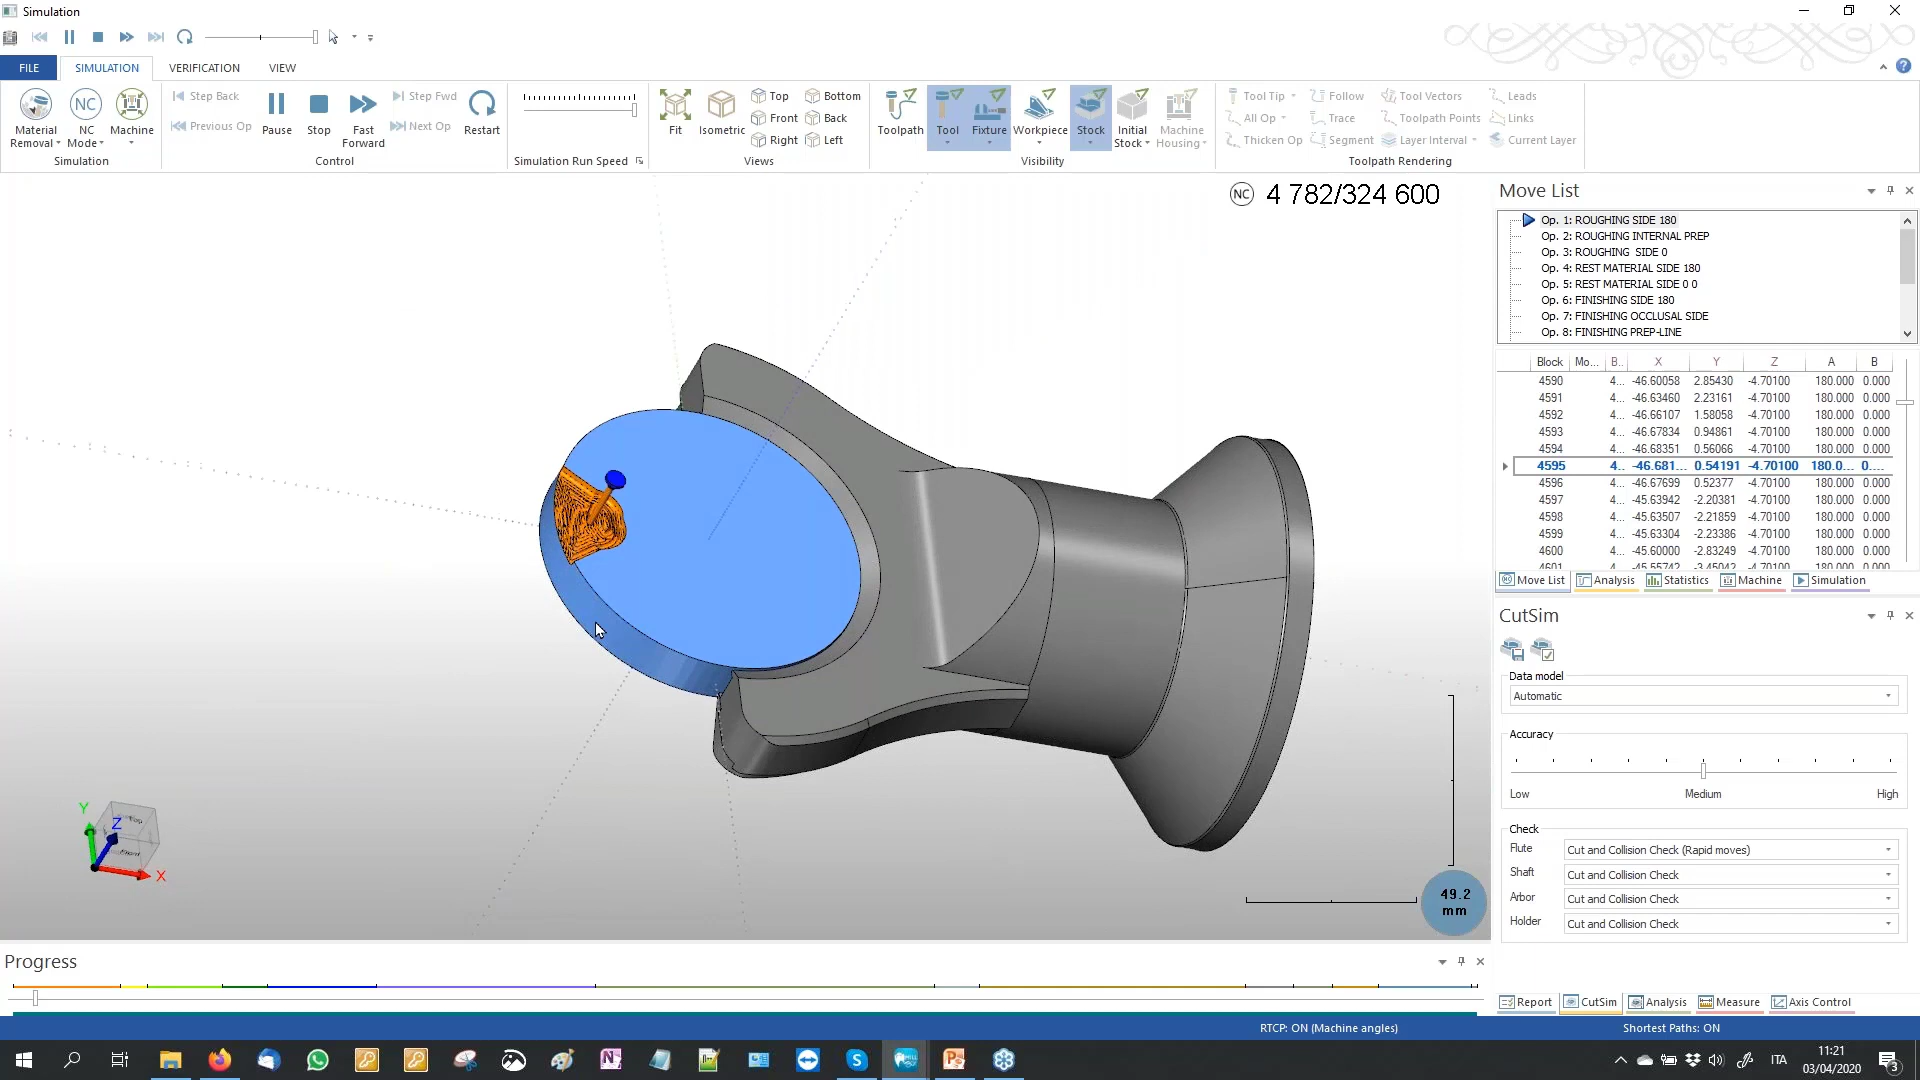 Simulation
FILE SIMULATION VERIFICATION VIEW
Material Removal NC Mode Machine
Simulation
Step Back
Previous Op
Pause Stop Fast Forward
Step Fwd
Next Op
Restart
Control
Simulation Run Speed
Fit Isometric
Top Bottom
Front Back
Right Left
Views
Toolpath Tool Fixture Workpiece Stock Initial Stock Machine Housing
Visibility
Tool Tip Follow Tool Vectors Leads
All Op Trace Toolpath Points Links
Thicken Op Segment Layer Interval Current Layer
Toolpath Rendering
NC 4 782/324 600
Move List
Op. 1: ROUGHING SIDE 180
Op. 2: ROUGHING INTERNAL PREP
Op. 3: ROUGHING SIDE 0
Op. 4: REST MATERIAL SIDE 180
Op. 5: REST MATERIAL SIDE 0 0
Op. 6: FINISHING SIDE 180
Op. 7: FINISHING OCCLUSAL SIDE
Op. 8: FINISHING PREP-LINE
Block Mo... B.. X Y Z A B
4590 4... -46.60058 2.85430 -4.70100 180.000 0.000
4591 4... -46.63460 2.23161 -4.70100 180.000 0.000
4592 4... -46.66107 1.58058 -4.70100 180.000 0.000
4593 4... -46.67834 0.94861 -4.70100 180.000 0.000
4594 4... -46.68351 0.56066 -4.70100 180.000 0.000
4595 4.. -46.681... 0.54191 -4.70100 180.0... 0....
4596 4... -46.67699 0.52377 -4.70100 180.000 0.000
4597 4... -45.63942 -2.20381 -4.70100 180.000 0.000
4598 4... -45.63507 -2.21859 -4.70100 180.000 0.000
4599 4... -45.63304 -2.23386 -4.70100 180.000 0.000
4600 4... -45.60000 -2.83249 -4.70100 180.000 0.000
4601 4... -45.55742 -3.45042 -4.70100 180.000 0.000
Move List Analysis Statistics Machine Simulation
CutSim
Data model
Automatic
Accuracy
Low Medium High
Check
Flute Cut and Collision Check (Rapid moves)
Shaft Cut and Collision Check
Arbor Cut and Collision Check
Holder Cut and Collision Check
Report CutSim Analysis Measure Axis Control
Top
Front
Y
Z
X
49.2
mm
Progress
RTCP: ON (Machine angles) Shortest Paths: ON
ITA
11:21
03/04/2020
3